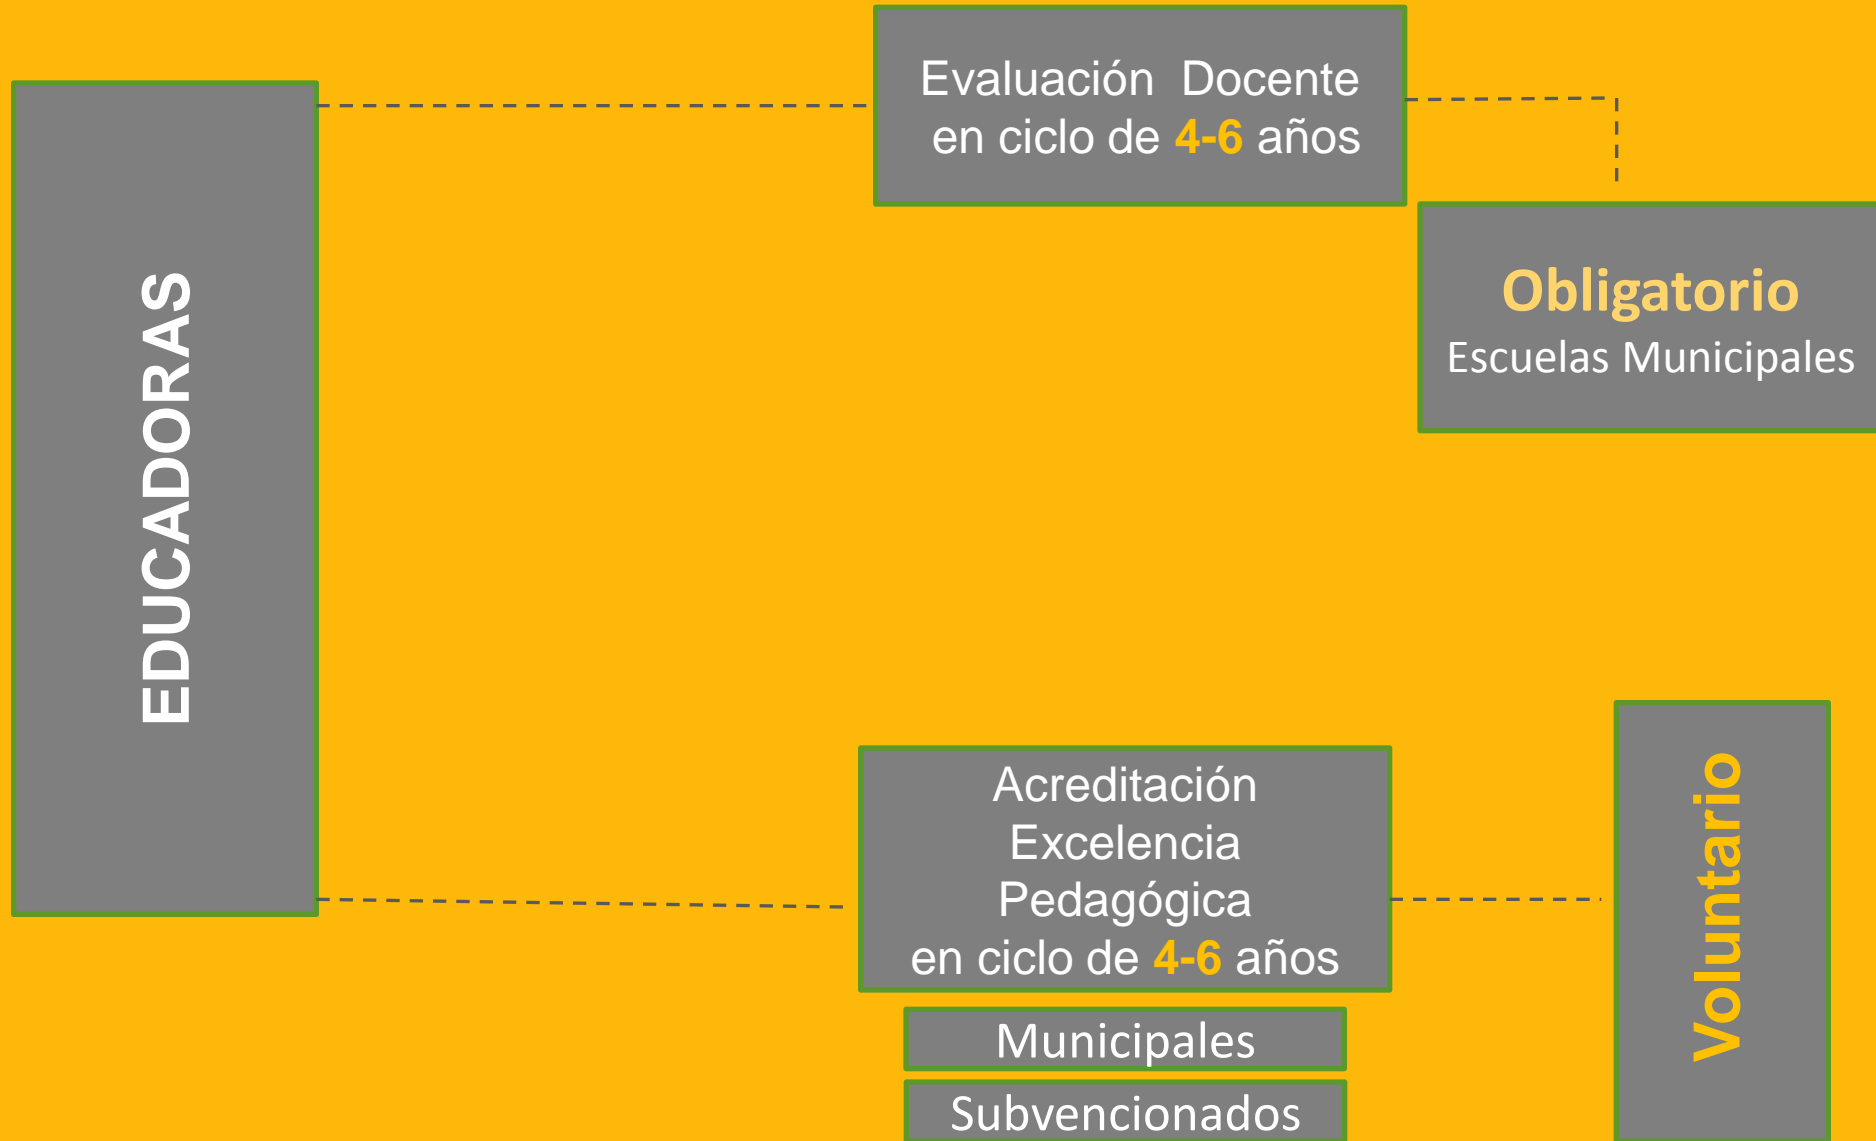 EDUCADORAS
Evaluación Docente
en ciclo de 4-6 años
Obligatorio
Escuelas Municipales
Acreditación
Excelencia
Pedagógica
en ciclo de 4-6 años
Municipales
Subvencionados
Voluntario